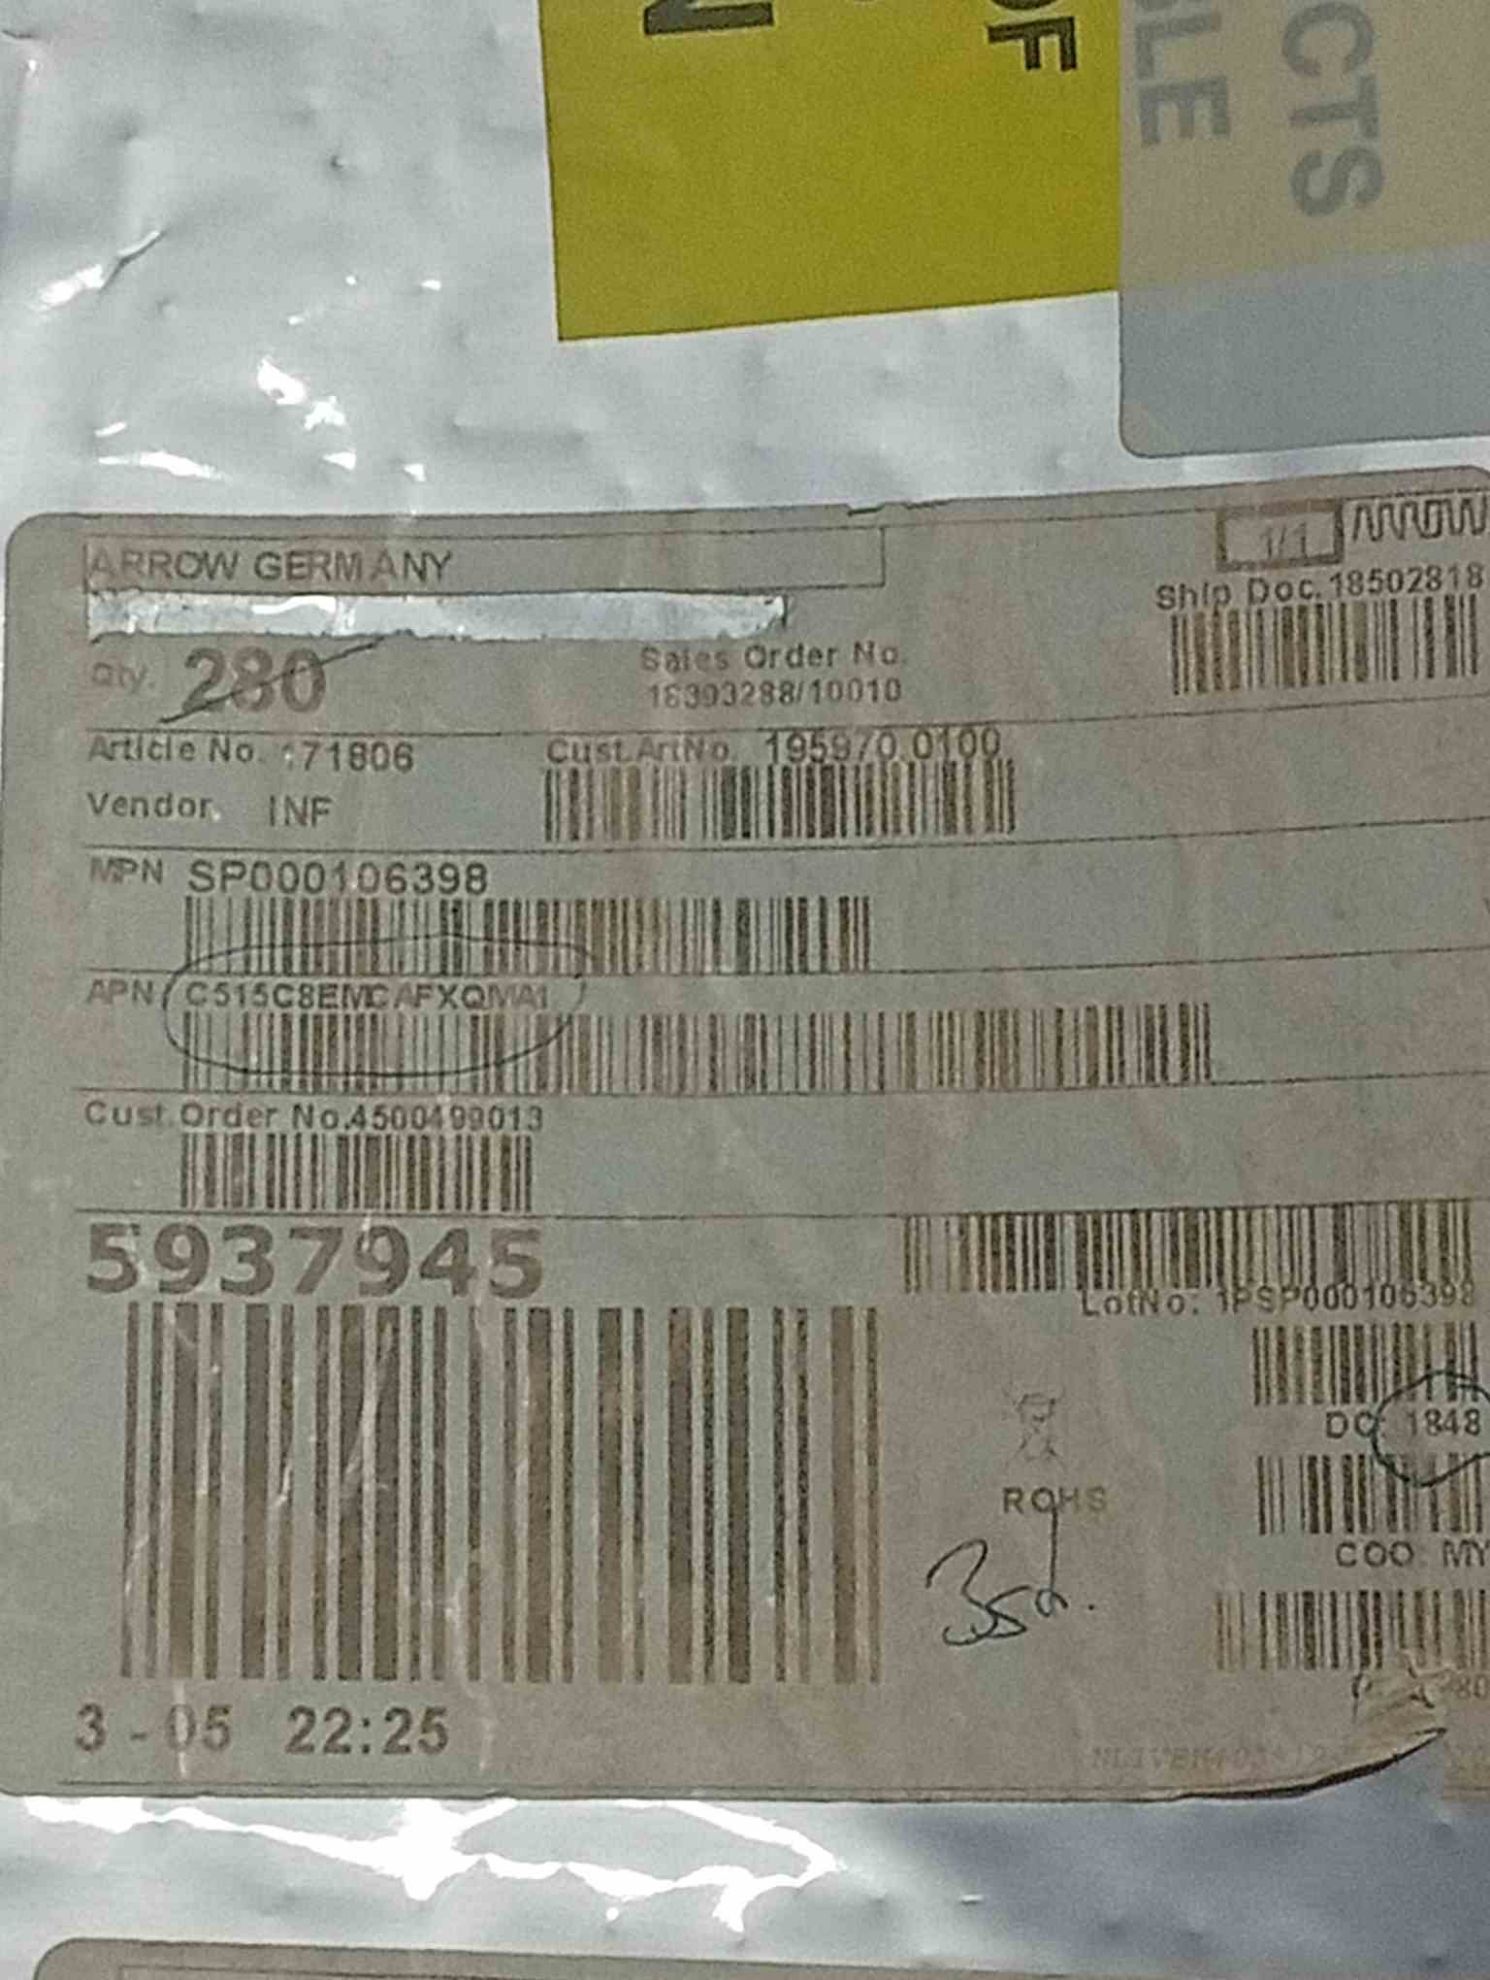 N
OF
CTS
ARROW GERMANY
1/1 ARROW
Ship Doc. 18502818
Qty. 280
Sales Order No.
16393288/10010
Article No. 171806
Cust.ArtNo. 195970.0100
Vendor. INF
MPN SP000106398
APN C515C8EMCAFXQMA1
Cust.Order No.4500499013
5937945
LotNo: 1PSP000106398
DC: 1848
ROHS
COO: MY
3-05 22:25